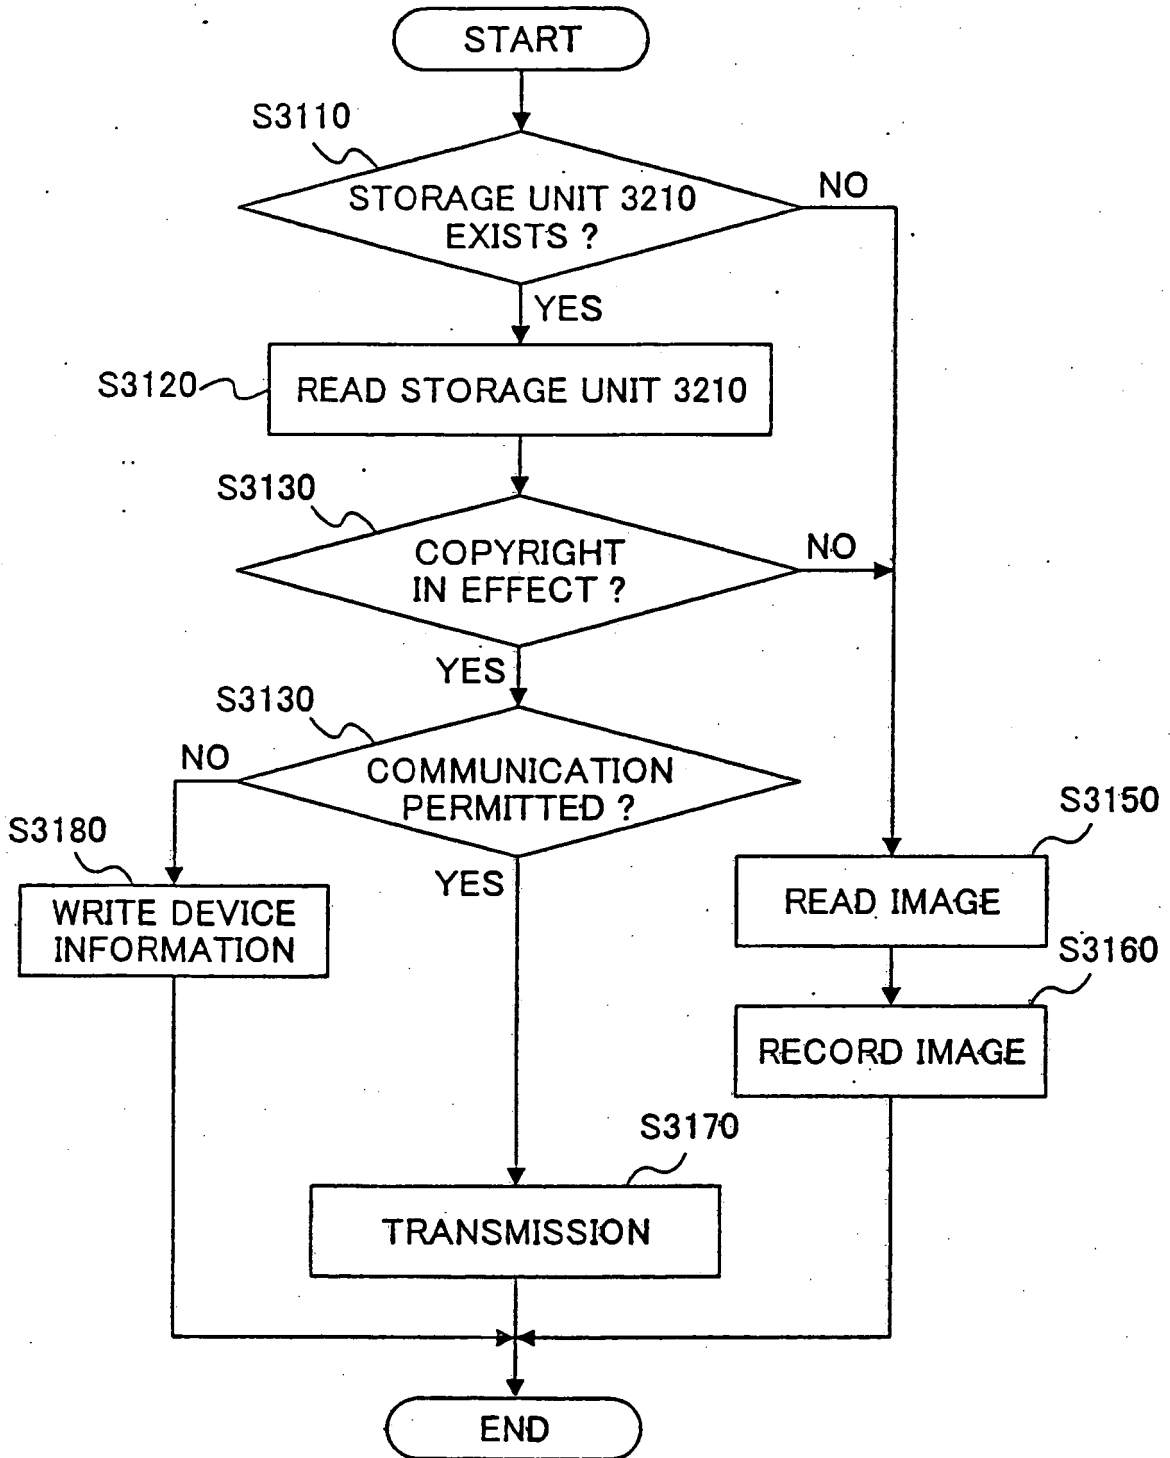 START
S3110
STORAGE UNIT 3210
EXISTS ?
NO
YES
S3120
READ STORAGE UNIT 3210
S3130
COPYRIGHT
IN EFFECT ?
NO
YES
S3130
COMMUNICATION
PERMITTED ?
NO
YES
S3180
WRITE DEVICE
INFORMATION
S3150
READ IMAGE
S3160
RECORD IMAGE
S3170
TRANSMISSION
END